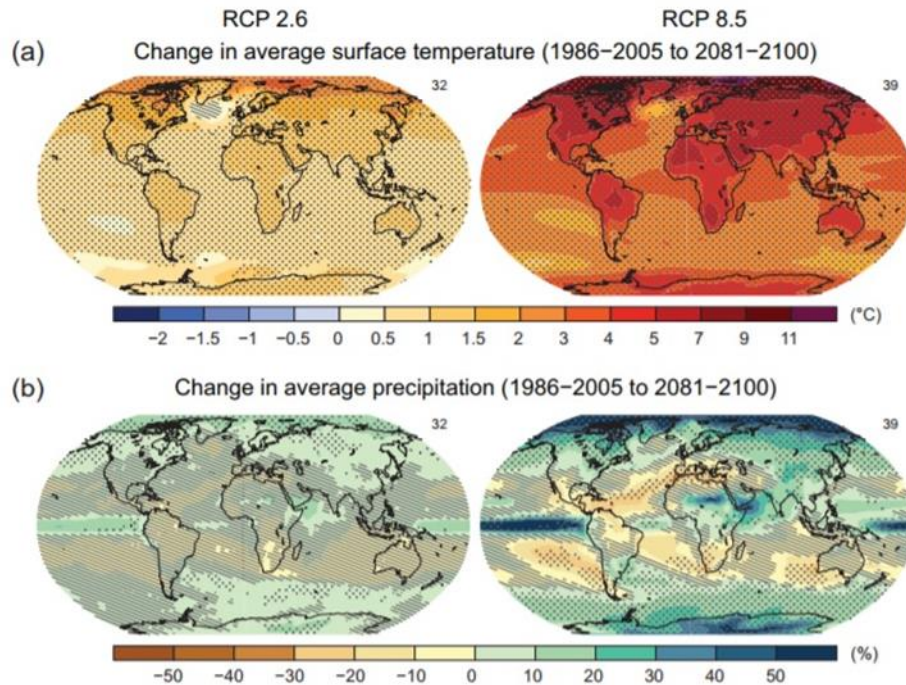 RCP 2.6 RCP 8.5
(a) Change in average surface temperature (1986−2005 to 2081−2100)
32 39
−2 −1.5 −1 −0.5 0 0.5 1 1.5 2 3 4 5 7 9 11 (°C)
(b) Change in average precipitation (1986−2005 to 2081−2100)
32 39
−50 −40 −30 −20 −10 0 10 20 30 40 50 (%)